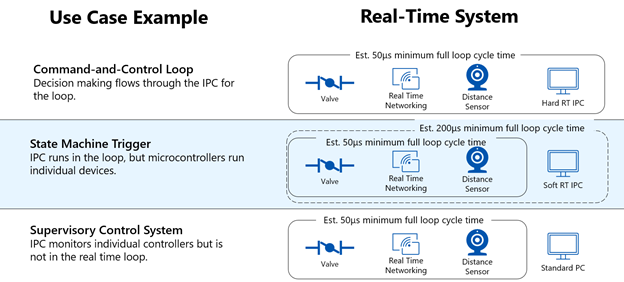 Use Case Example
Real-Time System
Command-and-Control Loop
Decision making flows through the IPC for
the loop.
Est. 50µs minimum full loop cycle time
Valve
Real Time
Networking
Distance
Sensor
Hard RT IPC
State Machine Trigger
IPC runs in the loop, but microcontrollers run
individual devices.
Est. 200µs minimum full loop cycle time
Est. 50µs minimum full loop cycle time
Valve
Real Time
Networking
Distance
Sensor
Soft RT IPC
Supervisory Control System
IPC monitors individual controllers but is
not in the real time loop.
Est. 50µs minimum full loop cycle time
Valve
Real Time
Networking
Distance
Sensor
Standard PC